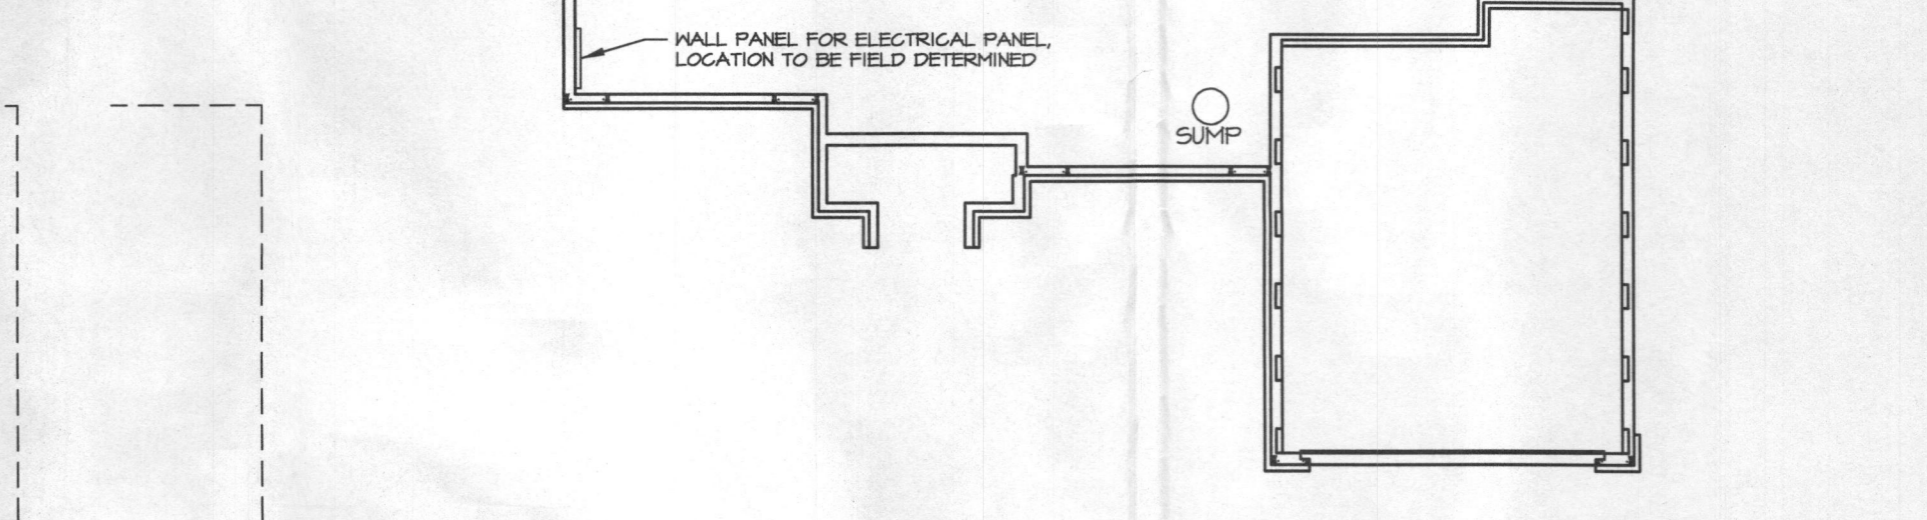 WALL PANEL FOR ELECTRICAL PANEL,
LOCATION TO BE FIELD DETERMINED
SUMP